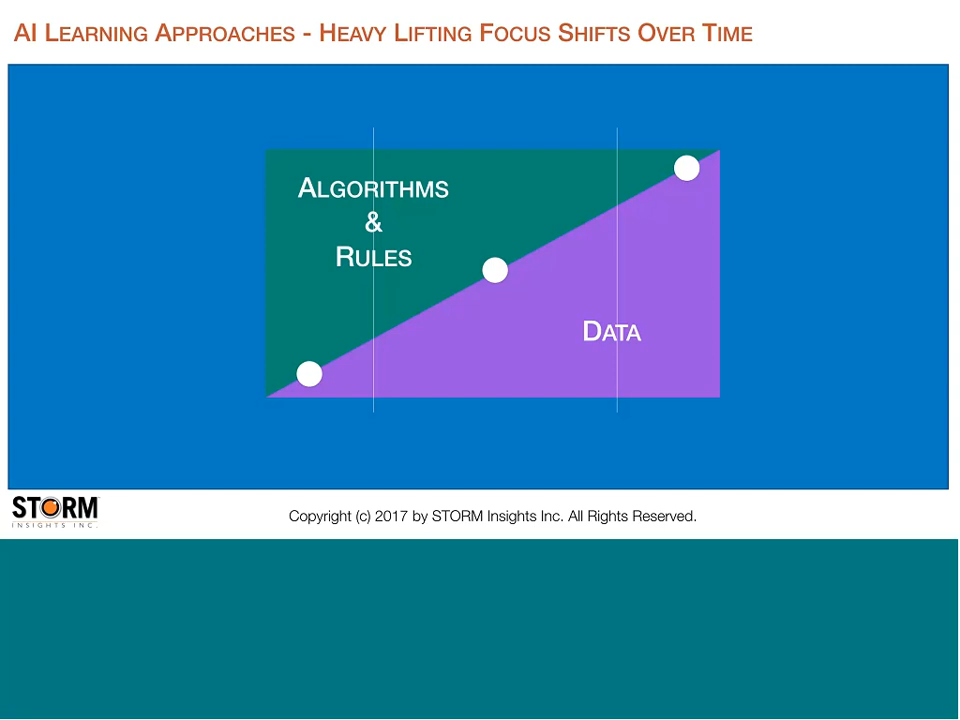 AI Learning Approaches - Heavy Lifting Focus Shifts Over Time
Algorithms
&
Rules
Data
STORM
INSIGHTS INC.
Copyright (c) 2017 by STORM Insights Inc. All Rights Reserved.